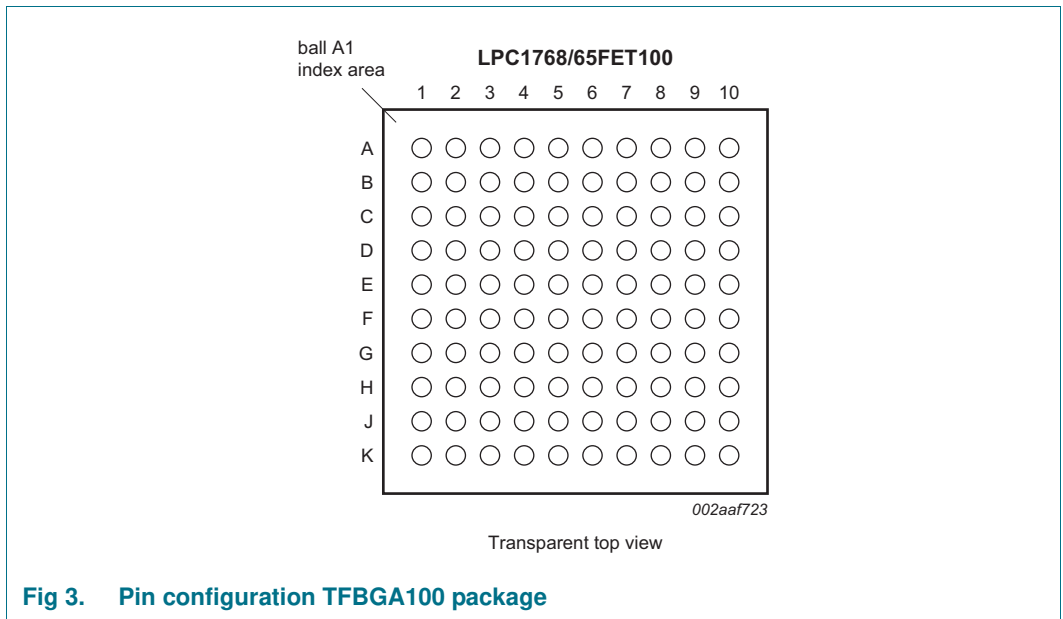 ball A1
index area
LPC1768/65FET100
1 2 3 4 5 6 7 8 9 10
A
B
C
D
E
F
G
H
J
K
002aaf723
Transparent top view
Fig 3. Pin configuration TFBGA100 package